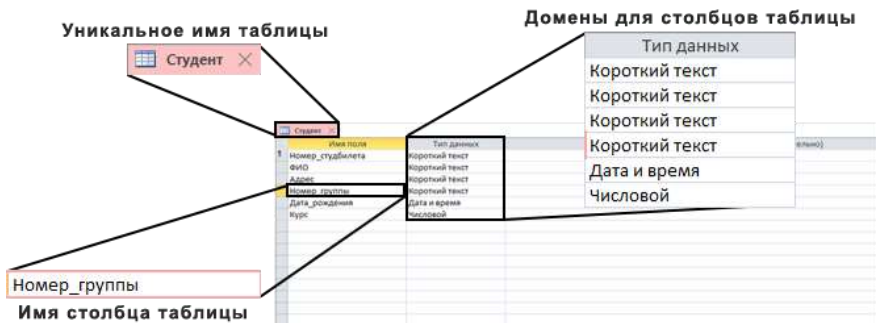 Уникальное имя таблицы
Домены для столбцов таблицы
Студент
Тип данных
Короткий текст
Короткий текст
Короткий текст
Короткий текст
Дата и время
Числовой
Студент
Имя поля Тип данных
Номер_студбилета Короткий текст
ФИО Короткий текст
Адрес Короткий текст
Номер_группы Короткий текст
Дата_рождения Дата и время
Курс Числовой
Номер_группы
Имя столбца таблицы